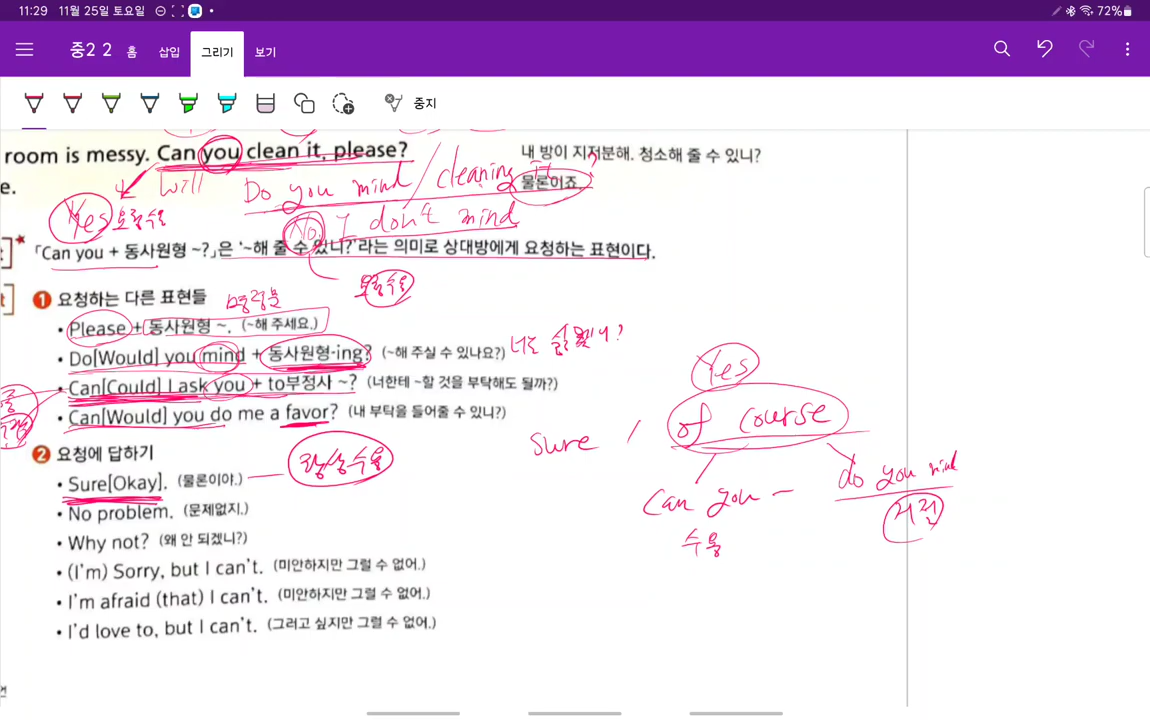 11:29 11월 25일 토요일 72%
중2 2 홈 삽입 그리기 보기
중지
room is messy. Can you clean it, please?
내 방이 지저분해. 청소해 줄 수 있니?
e.
will
Do you mind / cleaning it ?
물론이죠.
Yes 요청수용
No. I don't mind
「Can you + 동사원형 ~?」은 '~해 줄 수 있니?'라는 의미로 상대방에게 요청하는 표현이다.
요청수용
1 요청하는 다른 표현들
명령문
• Please + 동사원형 ~. (~해 주세요.)
• Do[Would] you mind + 동사원형-ing? (~해 주실 수 있나요?)
• Can[Could] I ask you + to부정사 ~? (너한테 ~할 것을 부탁해도 될까?)
• Can[Would] you do me a favor? (내 부탁을 들어줄 수 있니?)
Yes
sure / of course
2 요청에 답하기
항상수용
• Sure[Okay]. (물론이야.)
• No problem. (문제없지.)
• Why not? (왜 안 되겠니?)
• (I'm) Sorry, but I can't. (미안하지만 그럴 수 없어.)
• I'm afraid (that) I can't. (미안하지만 그럴 수 없어.)
• I'd love to, but I can't. (그러고 싶지만 그럴 수 없어.)
can you ~
수용
do you mind
거절